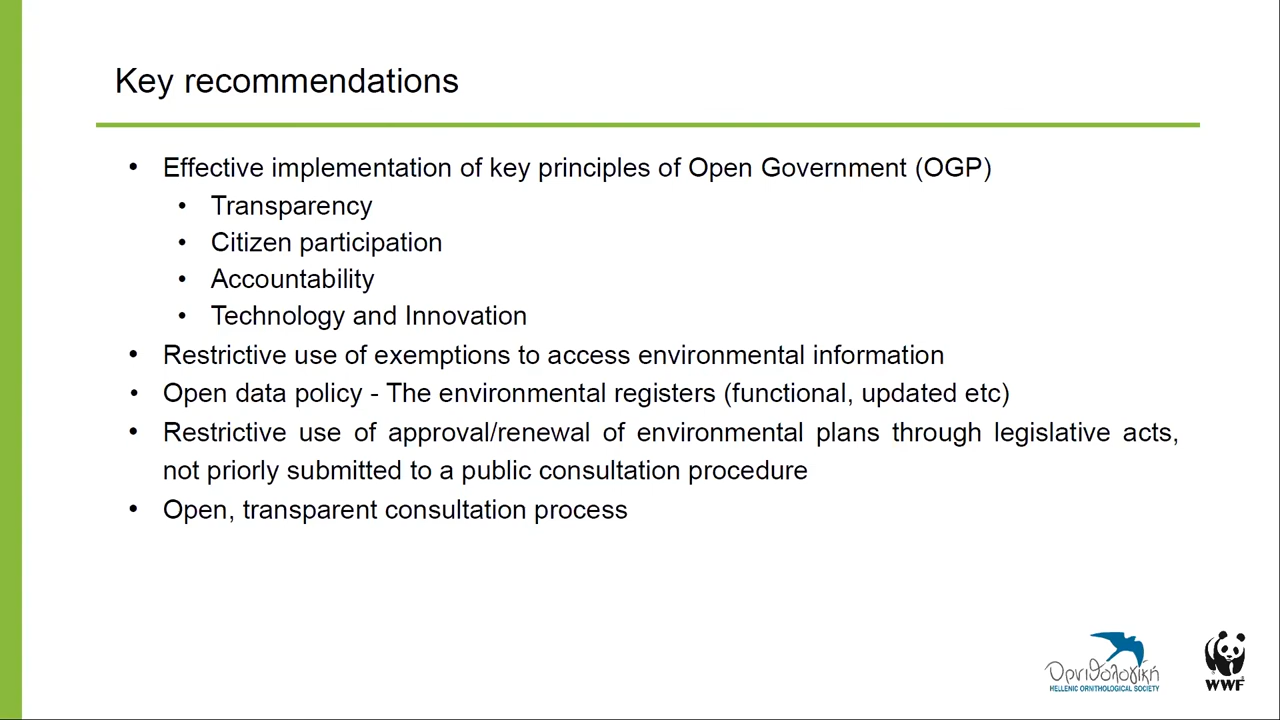 Key recommendations
• Effective implementation of key principles of Open Government (OGP)
• Transparency
• Citizen participation
• Accountability
• Technology and Innovation
• Restrictive use of exemptions to access environmental information
• Open data policy - The environmental registers (functional, updated etc)
• Restrictive use of approval/renewal of environmental plans through legislative acts,
not priorly submitted to a public consultation procedure
• Open, transparent consultation process
Ορνιθολογική
HELLENIC ORNITHOLOGICAL SOCIETY
WWF